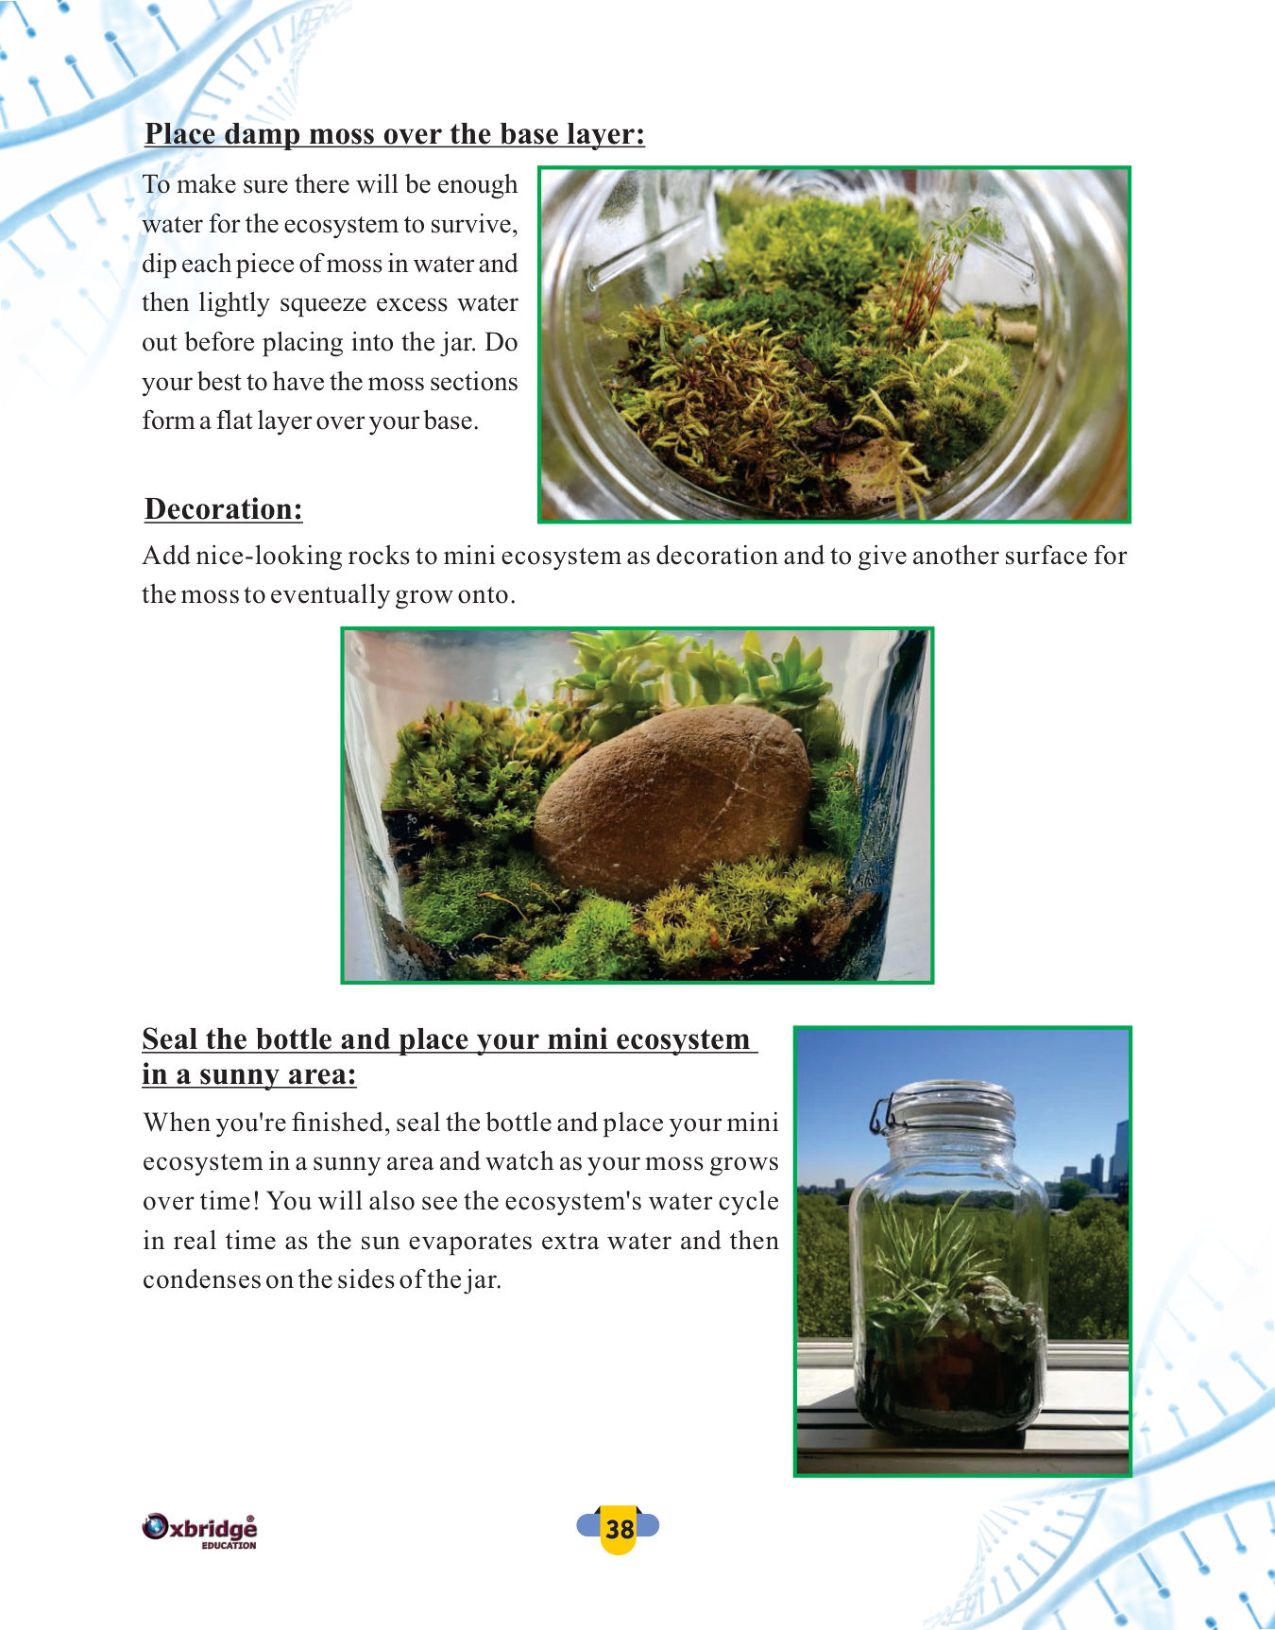 Place damp moss over the base layer:
To make sure there will be enough
water for the ecosystem to survive,
dip each piece of moss in water and
then lightly squeeze excess water
out before placing into the jar. Do
your best to have the moss sections
form a flat layer over your base.
Decoration:
Add nice-looking rocks to mini ecosystem as decoration and to give another surface for
the moss to eventually grow onto.
Seal the bottle and place your mini ecosystem
in a sunny area:
When you're finished, seal the bottle and place your mini
ecosystem in a sunny area and watch as your moss grows
over time! You will also see the ecosystem's water cycle
in real time as the sun evaporates extra water and then
condenses on the sides of the jar.
Oxbridge®
EDUCATION
38